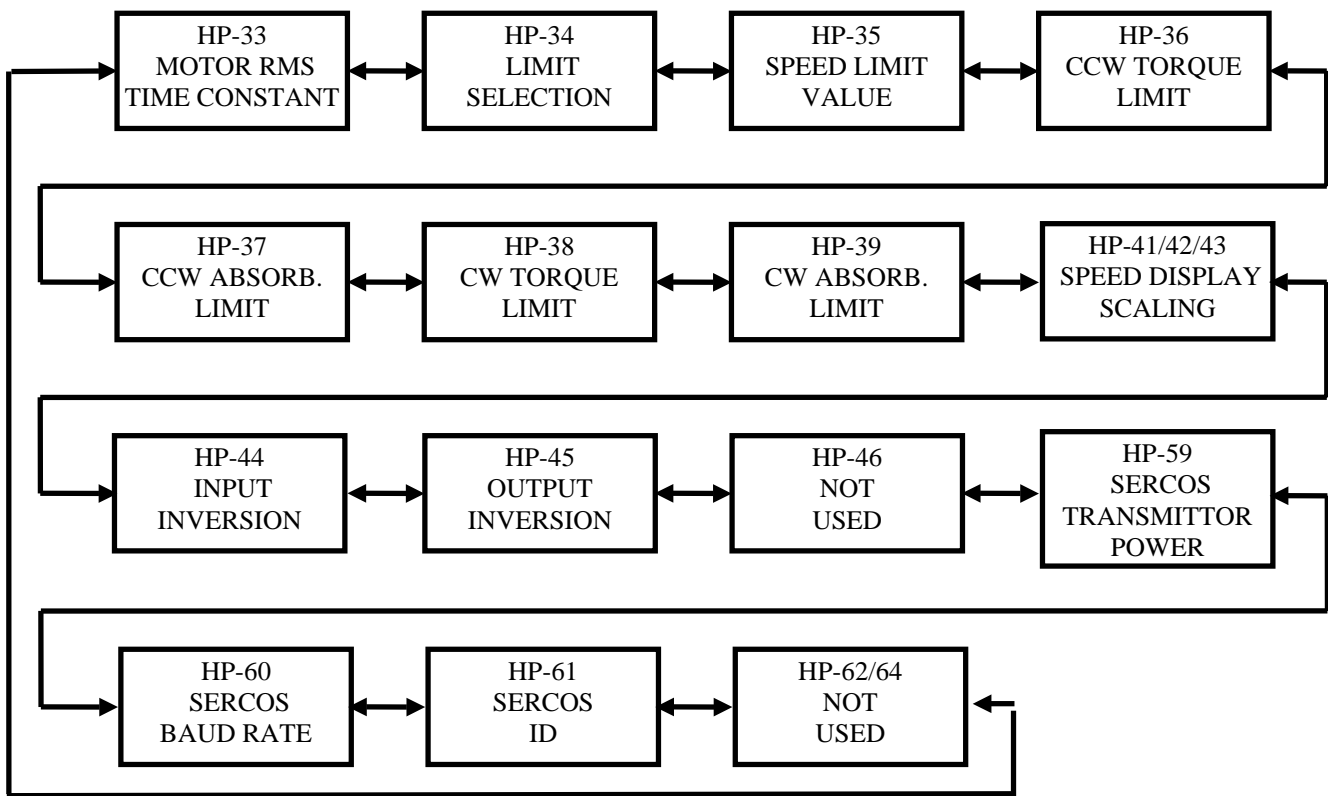 HP-33
MOTOR RMS
TIME CONSTANT
HP-34
LIMIT
SELECTION
HP-35
SPEED LIMIT
VALUE
HP-36
CCW TORQUE
LIMIT
HP-37
CCW ABSORB.
LIMIT
HP-38
CW TORQUE
LIMIT
HP-39
CW ABSORB.
LIMIT
HP-41/42/43
SPEED DISPLAY
SCALING
HP-44
INPUT
INVERSION
HP-45
OUTPUT
INVERSION
HP-46
NOT
USED
HP-59
SERCOS
TRANSMITTOR
POWER
HP-60
SERCOS
BAUD RATE
HP-61
SERCOS
ID
HP-62/64
NOT
USED